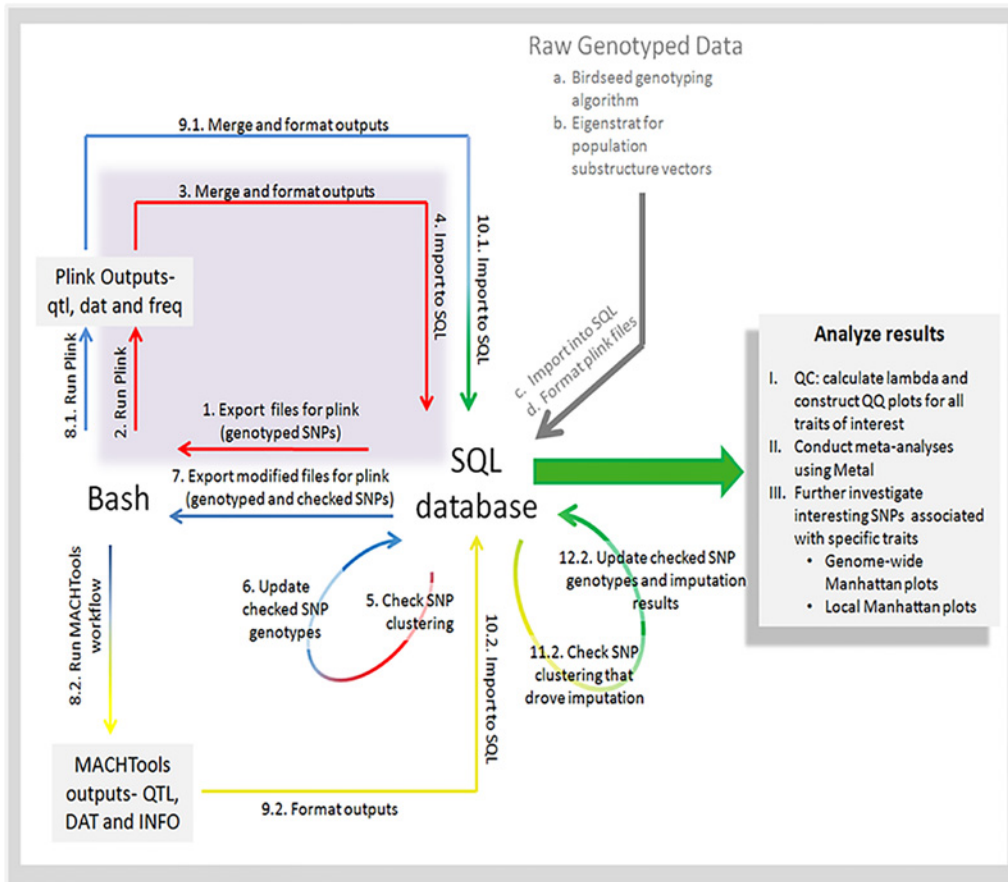 Raw Genotyped Data
a. Birdseed genotyping
algorithm
b. Eigenstrat for
population
substructure vectors
9.1. Merge and format outputs
3. Merge and format outputs
4. Import to SQL
10.1. Import to SQL
Plink Outputs-
qtl, dat and freq
8.1. Run Plink
2. Run Plink
c. Import into SQL
d. Format plink files
1. Export files for plink
(genotyped SNPs)
7. Export modified files for plink
(genotyped and checked SNPs)
Bash
SQL
database
Analyze results
I. QC: calculate lambda and
construct QQ plots for all
traits of interest
II. Conduct meta-analyses
using Metal
III. Further investigate
interesting SNPs associated
with specific traits
• Genome-wide
Manhattan plots
• Local Manhattan plots
6. Update
checked SNP
genotypes
5. Check SNP
clustering
12.2. Update checked SNP
genotypes and imputation
results
11.2. Check SNP
clustering that
drove imputation
8.2. Run MACHTools
workflow
10.2. Import to SQL
MACHTools
outputs- QTL,
DAT and INFO
9.2. Format outputs